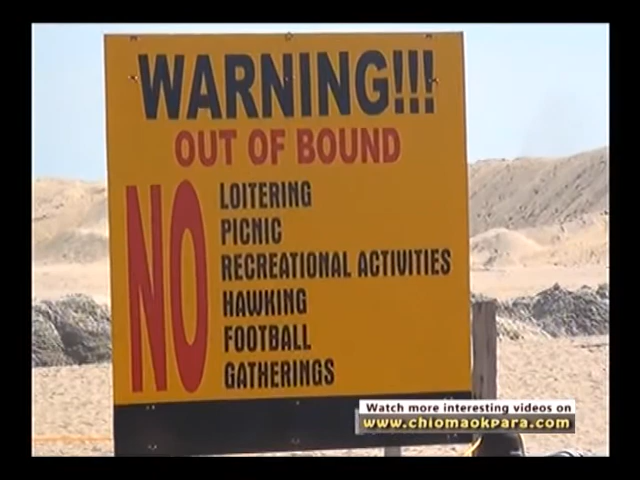 WARNING!!!
OUT OF BOUND
NO
LOITERING
PICNIC
RECREATIONAL ACTIVITIES
HAWKING
FOOTBALL
GATHERINGS
Watch more interesting videos on
www.chiomaokpara.com